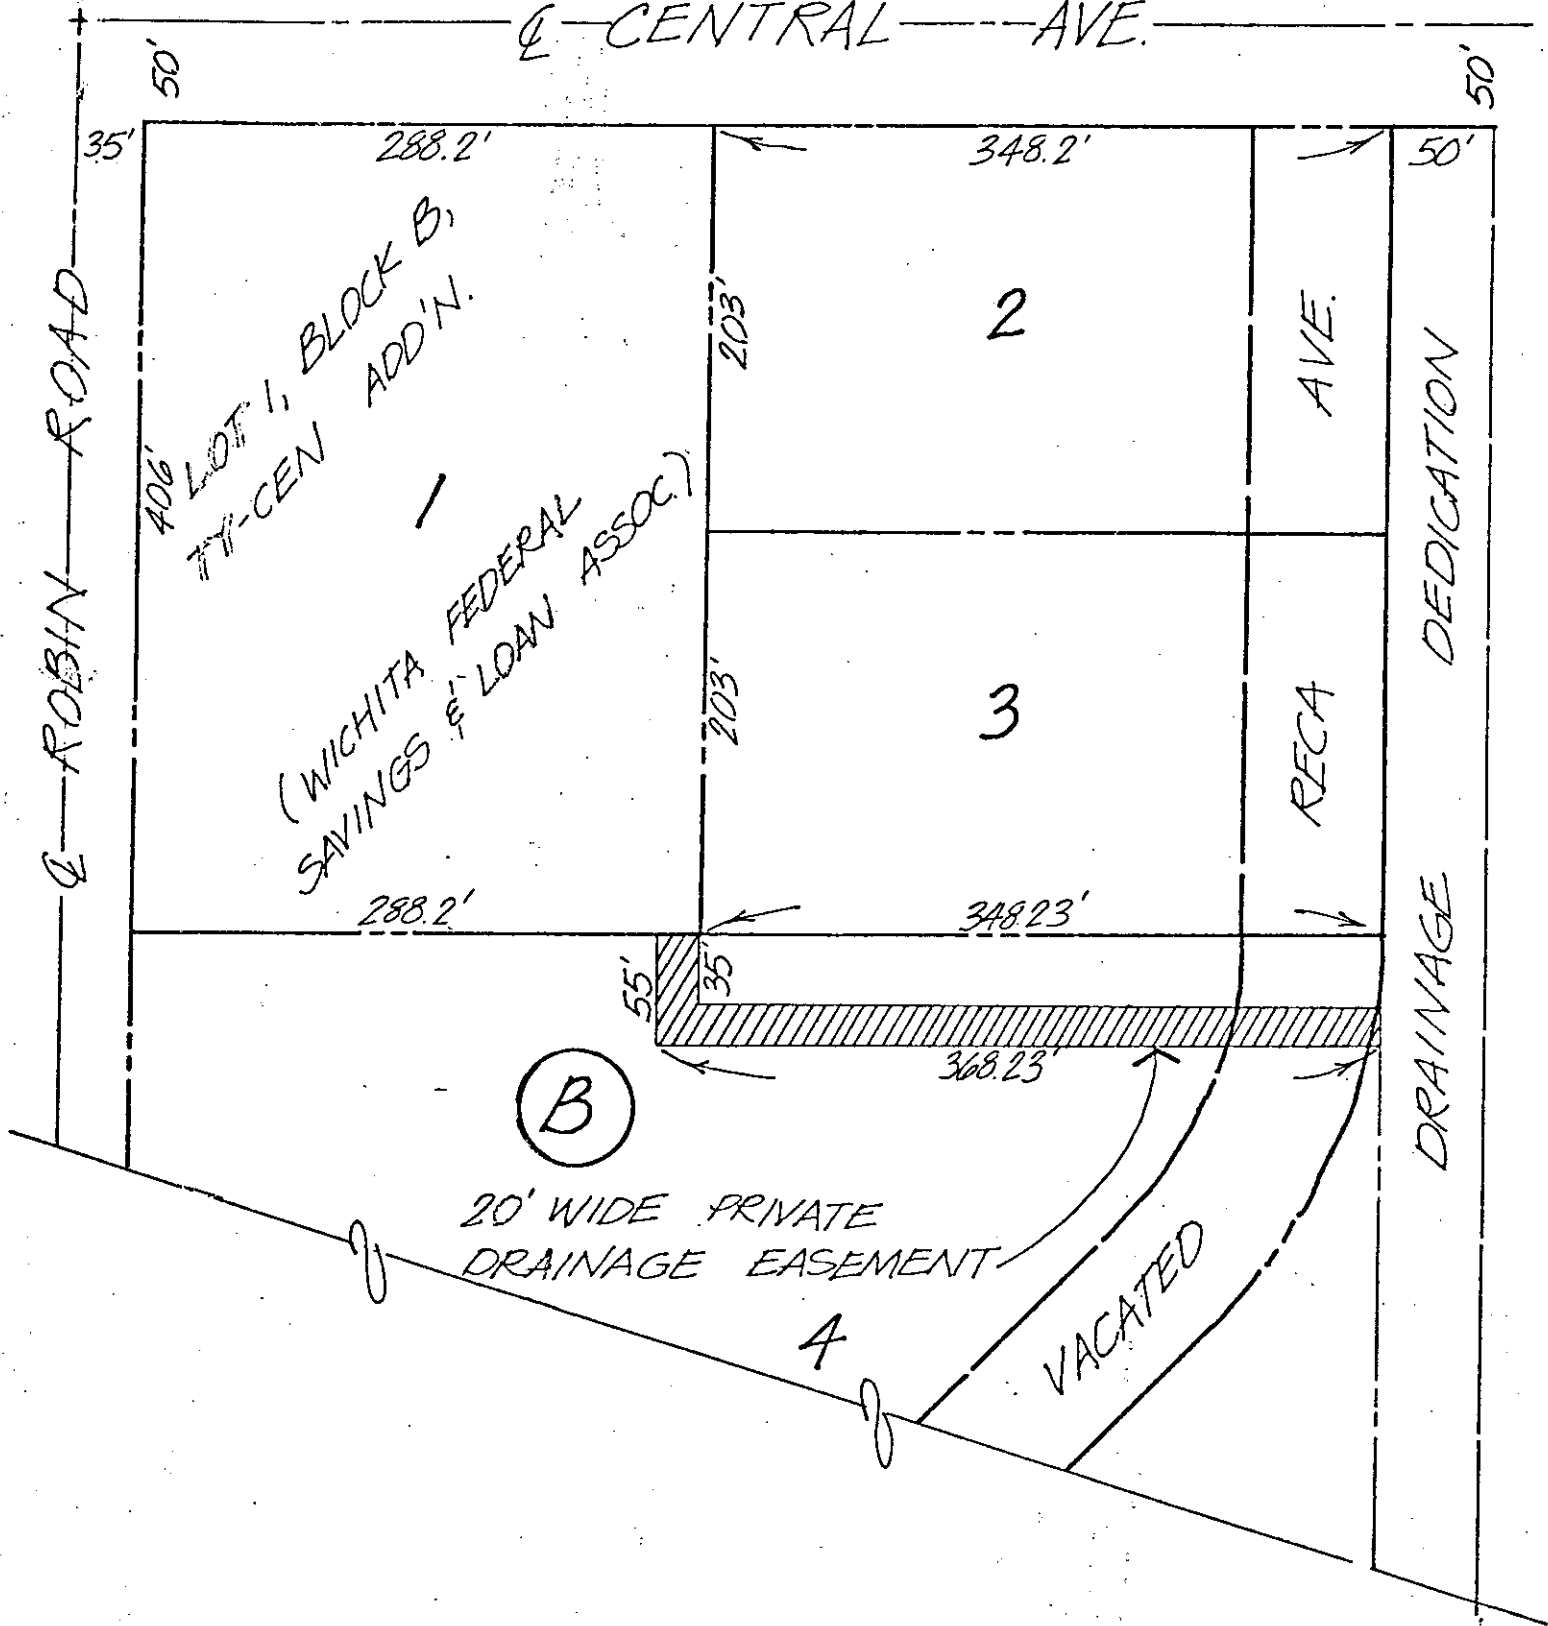 ℄ CENTRAL AVE.
50'
50'
35'
288.2'
348.2'
50'
LOT 1, BLOCK B,
TY-CEN ADD'N.
406'
1
(WICHITA FEDERAL
SAVINGS & LOAN ASSOC.)
℄ ROBIN ROAD
203'
2
203'
3
RECA AVE.
DRAINAGE DEDICATION
288.2'
348.23'
55'
35'
368.23'
B
20' WIDE PRIVATE
DRAINAGE EASEMENT
4
VACATED